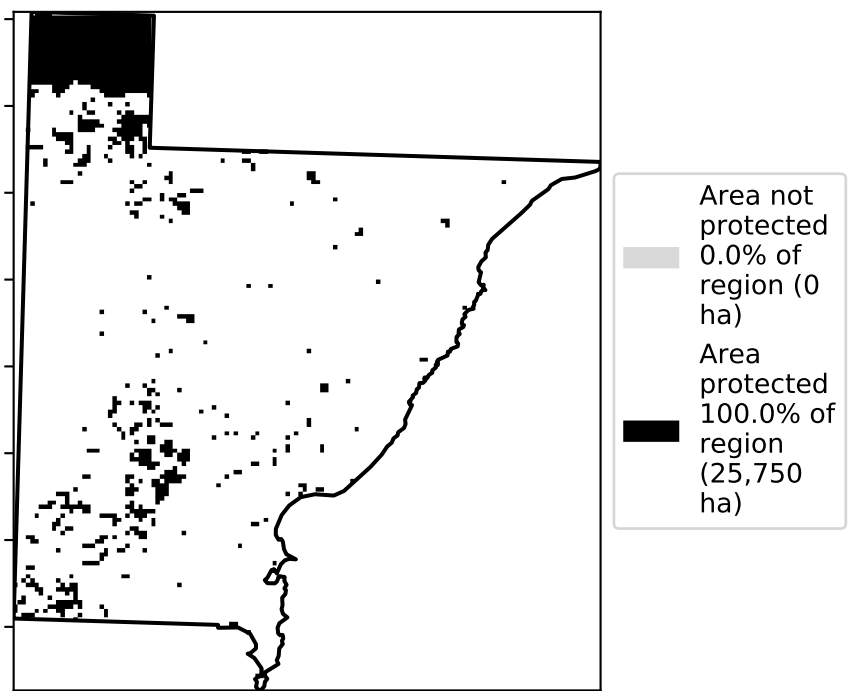 Area not
protected
0.0% of
region (0
ha)
Area
protected
100.0% of
region
(25,750
ha)